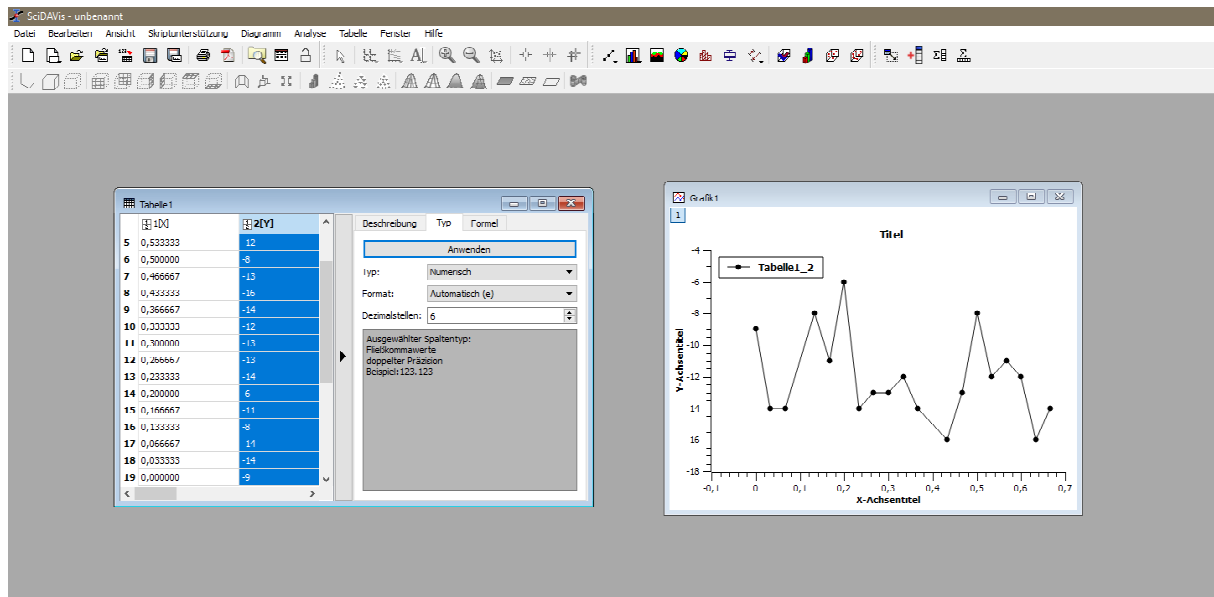 SciDAVis - unbenannt
Datei Bearbeiten Ansicht Skriptunterstützung Diagramm Analyse Tabelle Fenster Hilfe
Tabelle1
1[X] 2[Y]
5 0,533333 12
6 0,500000 -8
7 0,466667 -13
8 0,433333 -16
9 0,366667 -14
10 0,333333 -12
11 0,300000 -13
12 0,266667 -13
13 0,233333 -14
14 0,200000 6
15 0,166667 -11
16 0,133333 -8
17 0,066667 14
18 0,033333 -14
19 0,000000 -9
Beschreibung Typ Formel
Anwenden
Typ: Numerisch
Format: Automatisch (e)
Dezimalstellen: 6
Ausgewählter Spaltentyp:
Fließkommawerte
doppelter Präzision
Beispiel:123.123
Grafik1
1
Titel
Tabelle1_2
Y-Achsentitel
-4
-6
-8
-10
-12
14
16
-18
-0,1 0 0,1 0,2 0,3 0,4 0,5 0,6 0,7
X-Achsentitel